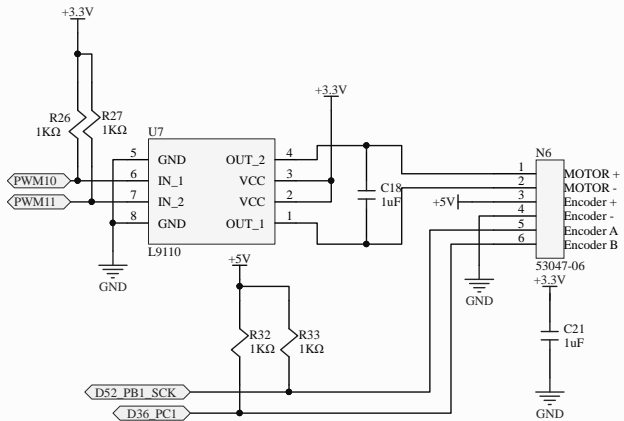 +3.3V
R26
1KΩ
R27
1KΩ
+3.3V
U7
5 GND OUT_2 4
PWM10 6 IN_1 VCC 3
PWM11 7 IN_2 VCC 2
8 GND OUT_1 1
L9110
GND
C18
1uF
N6
1 MOTOR +
2 MOTOR -
+5V 3 Encoder +
4 Encoder -
5 Encoder A
6 Encoder B
53047-06
GND
+5V
R32
1KΩ
R33
1KΩ
+3.3V
C21
1uF
GND
D52_PB1_SCK
D36_PC1